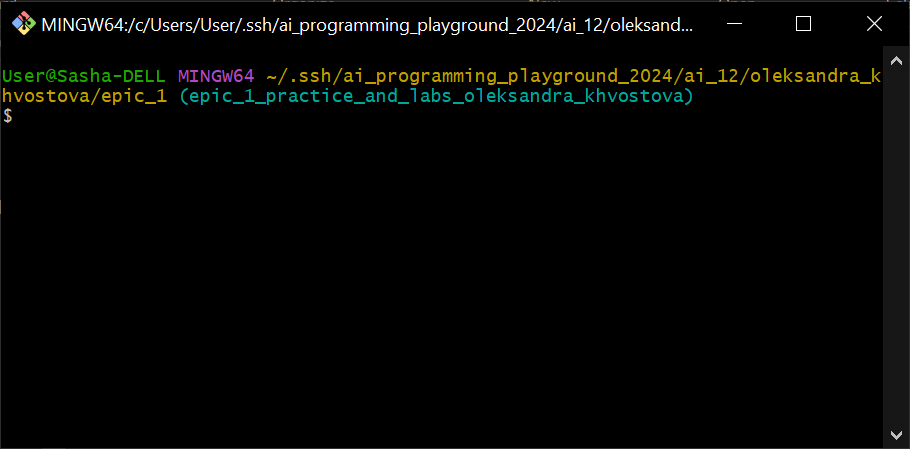 MINGW64:/c/Users/User/.ssh/ai_programming_playground_2024/ai_12/oleksand...
User@Sasha-DELL MINGW64 ~/.ssh/ai_programming_playground_2024/ai_12/oleksandra_k
hvostova/epic_1 (epic_1_practice_and_labs_oleksandra_khvostova)
$